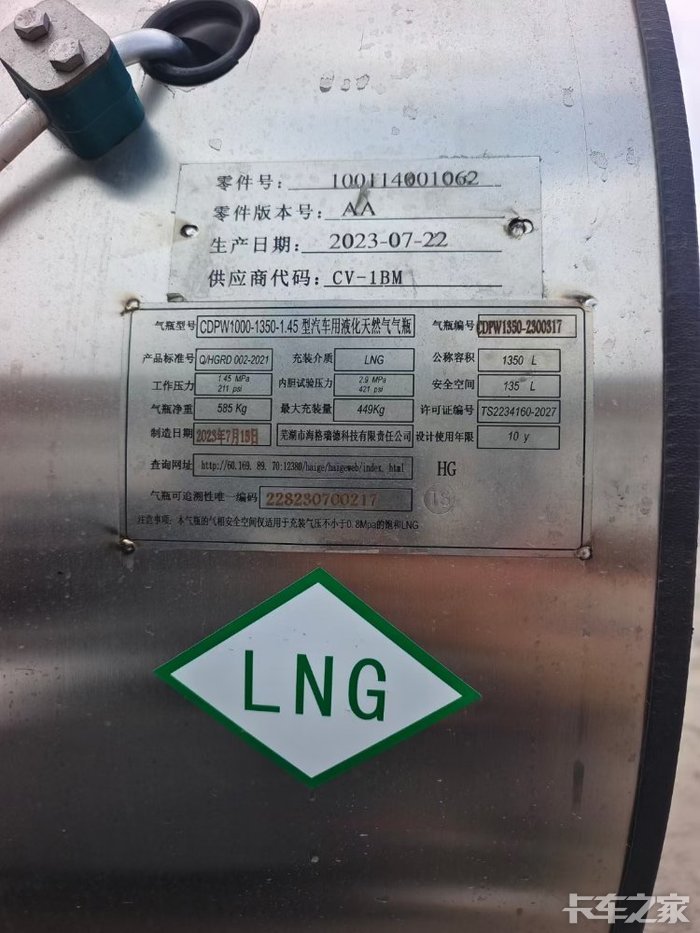 零件号: 100114001062
零件版本号: AA
生产日期: 2023-07-22
供应商代码: CV-1BM
气瓶型号 CDPW1000-1350-1.45 型汽车用液化天然气气瓶 气瓶编号 CDPW1350-2300317
产品标准号 Q/HGRD 002-2021 充装介质 LNG 公称容积 1350 L
工作压力 1.45 MPa 211 psi 内胆试验压力 2.9 MPa 421 psi 安全空间 135 L
气瓶净重 585 Kg 最大充装量 449Kg 许可证编号 TS2234160-2027
制造日期 2023年7月13日 芜湖市海格瑞德科技有限责任公司 设计使用年限 10 y
查询网址 http://60.169.89.70:12380/haige/haigeweb/index.html HG
气瓶可追溯性唯一编码 228230700217 13
注意事项: 本气瓶的气相安全空间仅适用于充装气压不小于0.8Mpa的饱和LNG
LNG
卡车之家